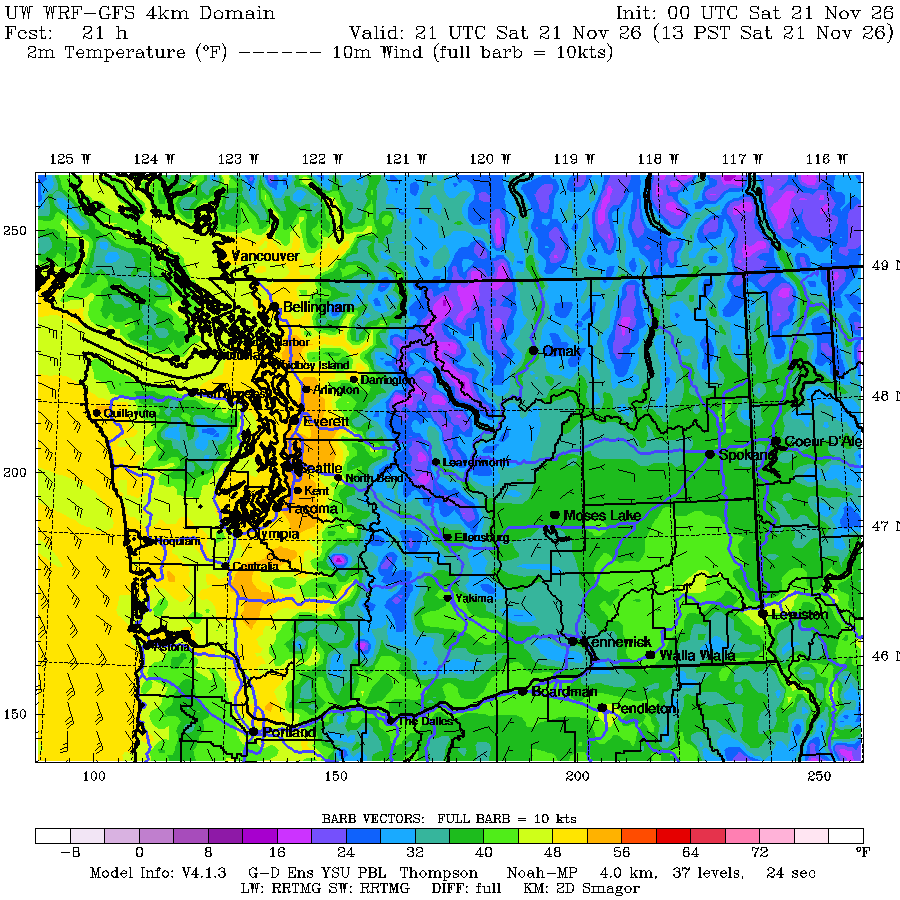 UW WRF-GFS 4km Domain Init: 00 UTC Sat 21 Nov 26
Fcst: 21 h Valid: 21 UTC Sat 21 Nov 26 (13 PST Sat 21 Nov 26)
2m Temperature (°F) ------ 10m Wind (full barb = 10kts)
125 W 124 W 123 W 122 W 121 W 120 W 119 W 118 W 117 W 116 W
250
Vancouver
49 N
Bellingham
Harbor
Omak
Whidbey Island
Darrington
Arlington
Port Angeles
48 N
Quillayute
Everett
Coeur D'Ale
Spokane
Leavenworth
200
Seattle
North Bend
Kent
Tacoma
Moses Lake
47 N
Olympia
Ellensburg
Hoquiam
Centralia
Yakima
Lewiston
Kennewick
Astoria
Walla Walla
46 N
Boardman
Pendleton
150
The Dalles
Portland
100 150 200 250
BARB VECTORS: FULL BARB = 10 kts
-8 0 8 16 24 32 40 48 56 64 72 °F
Model Info: V4.1.3 G-D Ens YSU PBL Thompson Noah-MP 4.0 km, 37 levels, 24 sec
LW: RRTMG SW: RRTMG DIFF: full KM: 2D Smagor